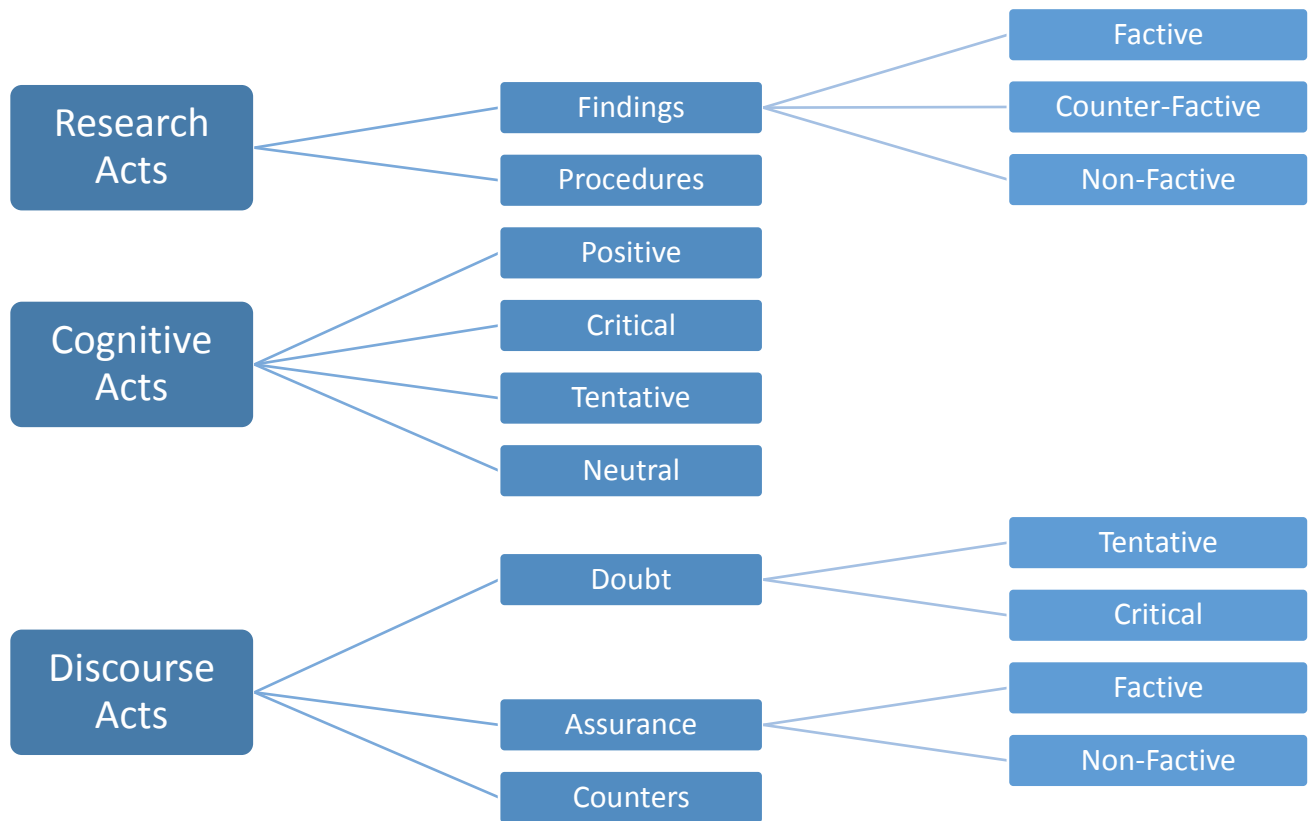 Research
Acts
Findings
Factive
Counter-Factive
Non-Factive
Procedures
Cognitive
Acts
Positive
Critical
Tentative
Neutral
Discourse
Acts
Doubt
Tentative
Critical
Assurance
Factive
Non-Factive
Counters